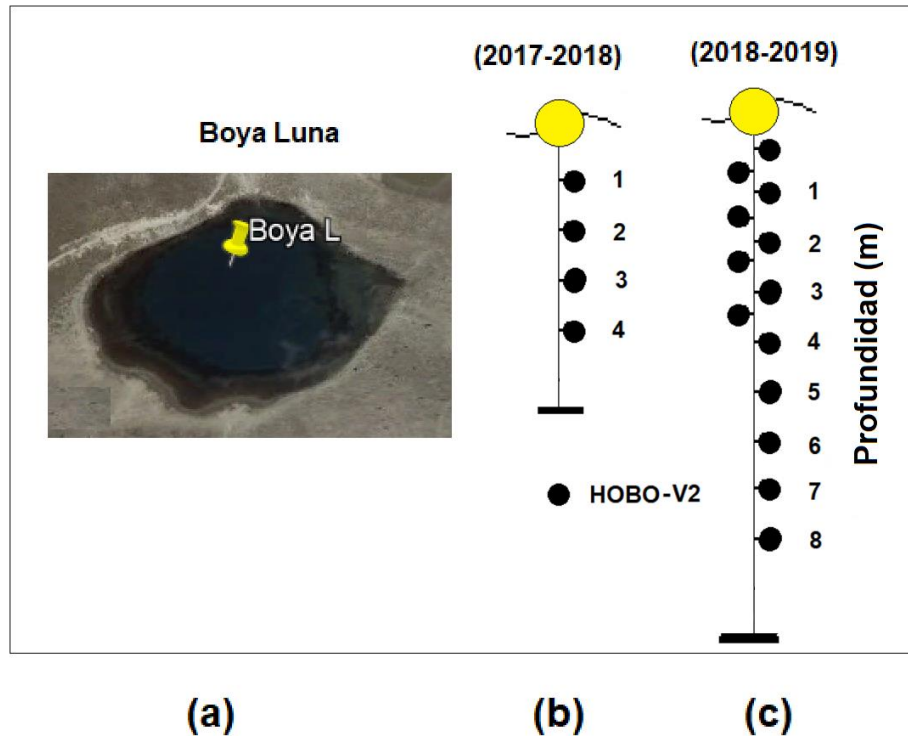 (2017-2018)
(2018-2019)
Boya Luna
Boya L
1
2
3
4
HOBO-V2
1
2
3
4
5
6
7
8
Profundidad (m)
(a)
(b)
(c)